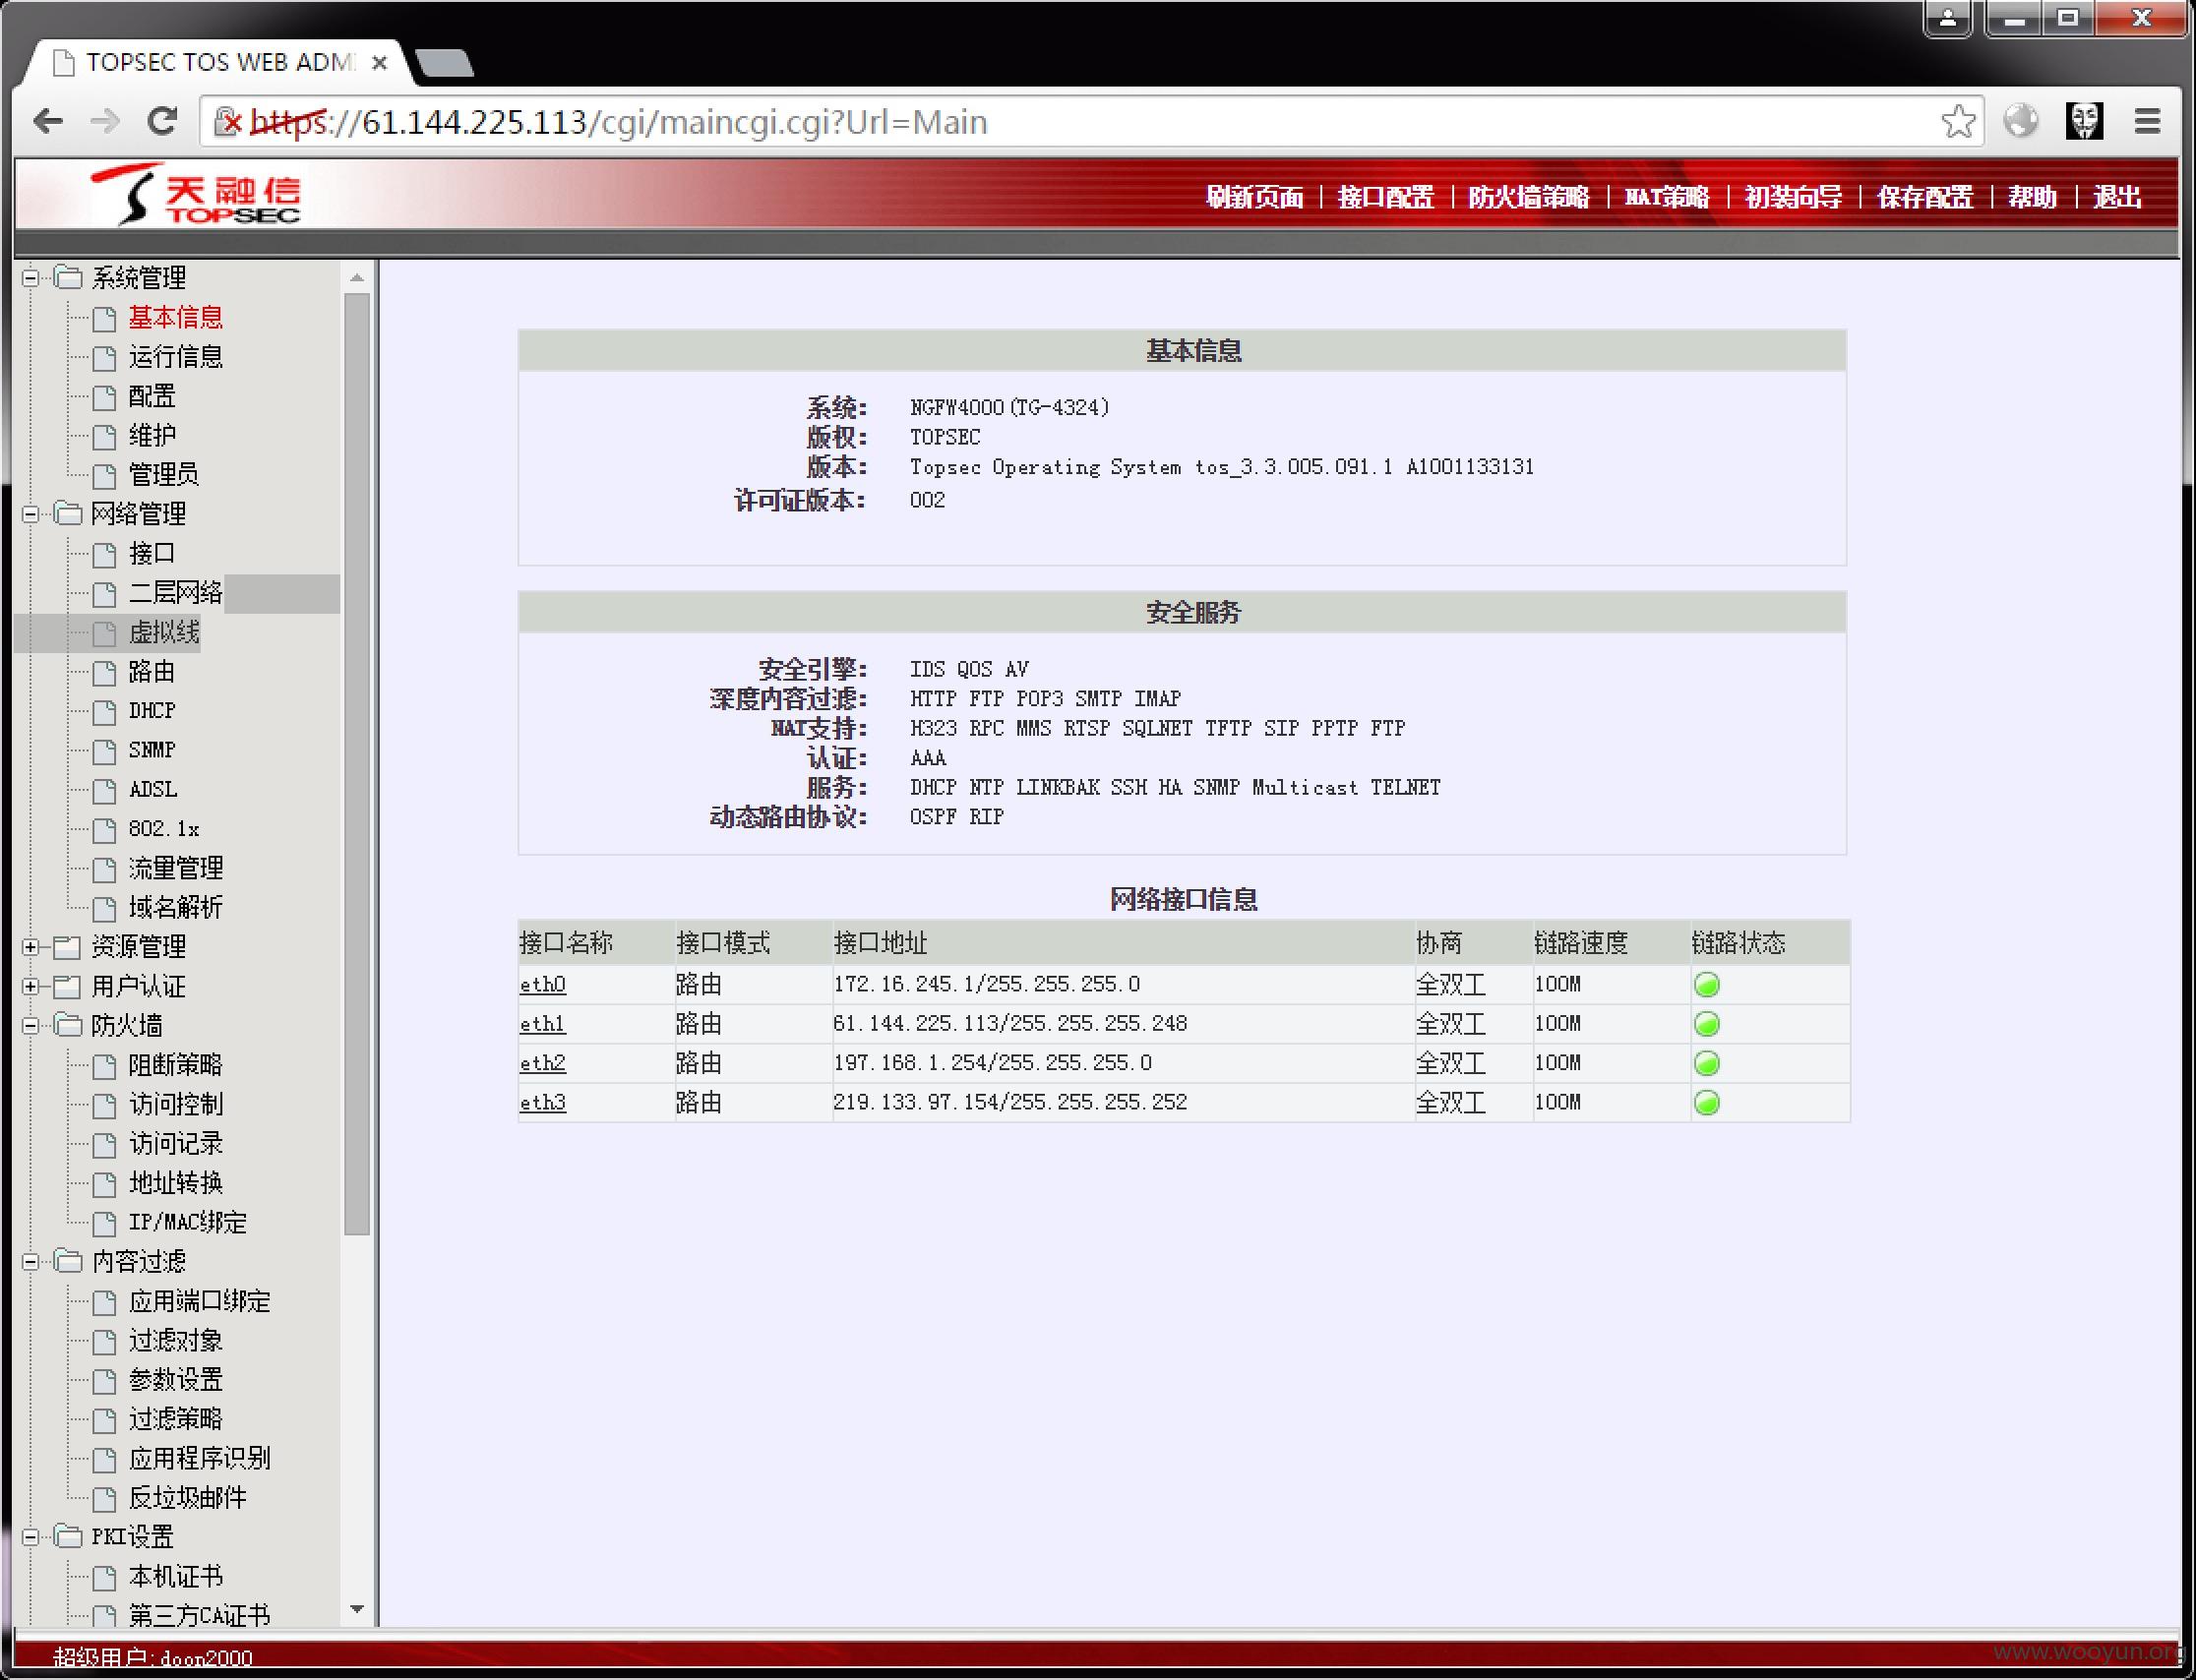 TOPSEC TOS WEB ADM
https://61.144.225.113/cgi/maincgi.cgi?Url=Main
天融信
TOPSEC
刷新页面 | 接口配置 | 防火墙策略 | NAT策略 | 初装向导 | 保存配置 | 帮助 | 退出
系统管理
基本信息
运行信息
配置
维护
管理员
网络管理
接口
二层网络
虚拟线
路由
DHCP
SNMP
ADSL
802.1x
流量管理
域名解析
资源管理
用户认证
防火墙
阻断策略
访问控制
访问记录
地址转换
IP/MAC绑定
内容过滤
应用端口绑定
过滤对象
参数设置
过滤策略
应用程序识别
反垃圾邮件
PKI设置
本机证书
第三方CA证书
基本信息
系统: NGFW4000(TG-4324)
版权: TOPSEC
版本: Topsec Operating System tos_3.3.005.091.1 A1001133131
许可证版本: 002
安全服务
安全引擎: IDS QOS AV
深度内容过滤: HTTP FTP POP3 SMTP IMAP
NAT支持: H323 RPC MMS RTSP SQLNET TFTP SIP PPTP FTP
认证: AAA
服务: DHCP NTP LINKBAK SSH HA SNMP Multicast TELNET
动态路由协议: OSPF RIP
网络接口信息
接口名称 接口模式 接口地址 协商 链路速度 链路状态
eth0 路由 172.16.245.1/255.255.255.0 全双工 100M
eth1 路由 61.144.225.113/255.255.255.248 全双工 100M
eth2 路由 197.168.1.254/255.255.255.0 全双工 100M
eth3 路由 219.133.97.154/255.255.255.252 全双工 100M
超级用户:doop2000
www.wooyun.org